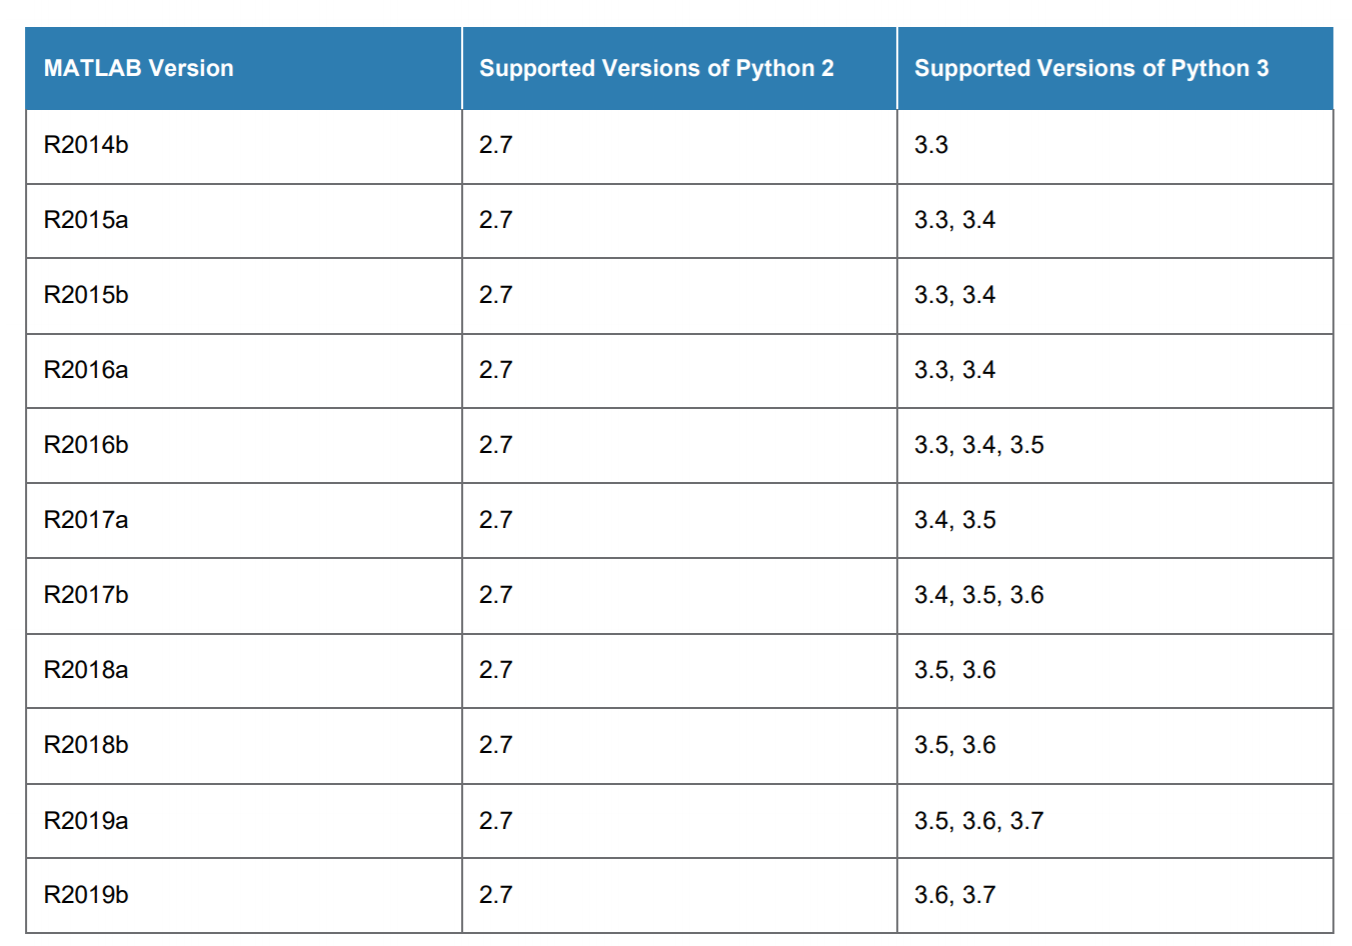 MATLAB Version Supported Versions of Python 2 Supported Versions of Python 3
R2014b 2.7 3.3
R2015a 2.7 3.3, 3.4
R2015b 2.7 3.3, 3.4
R2016a 2.7 3.3, 3.4
R2016b 2.7 3.3, 3.4, 3.5
R2017a 2.7 3.4, 3.5
R2017b 2.7 3.4, 3.5, 3.6
R2018a 2.7 3.5, 3.6
R2018b 2.7 3.5, 3.6
R2019a 2.7 3.5, 3.6, 3.7
R2019b 2.7 3.6, 3.7